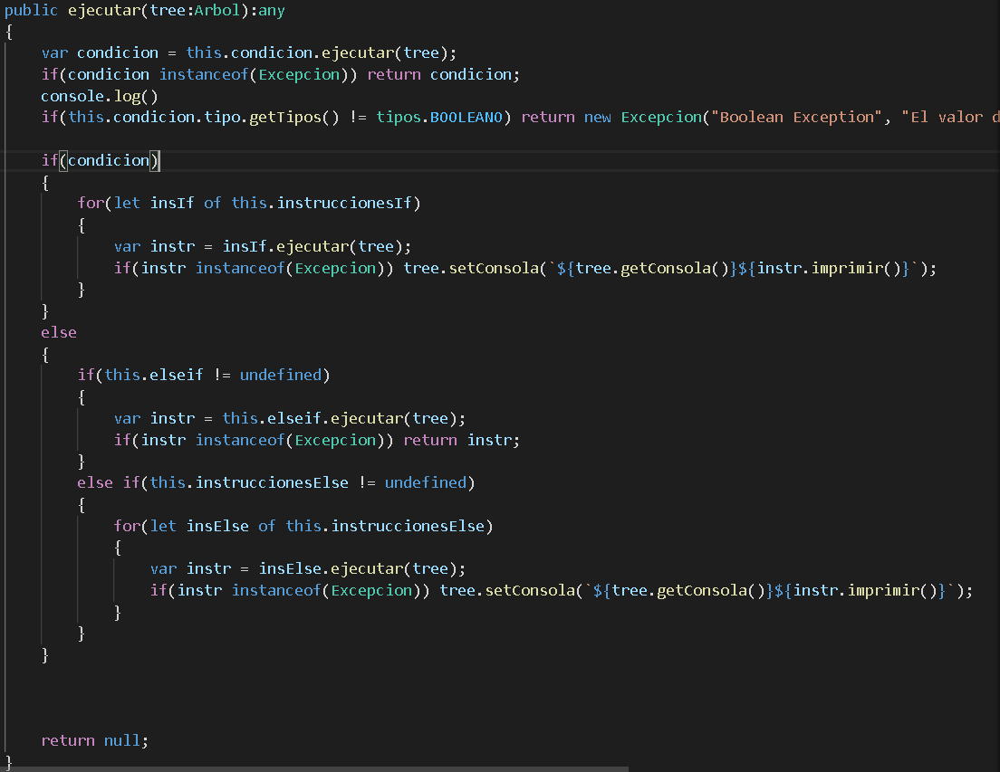 public ejecutar(tree:Arbol):any
{
    var condicion = this.condicion.ejecutar(tree);
    if(condicion instanceof(Excepcion)) return condicion;
    console.log()
    if(this.condicion.tipo.getTipos() != tipos.BOOLEANO) return new Excepcion("Boolean Exception", "El valor d
    if(condicion)
    {
        for(let insIf of this.instruccionesIf)
        {
            var instr = insIf.ejecutar(tree);
            if(instr instanceof(Excepcion)) tree.setConsola(`${tree.getConsola()}${instr.imprimir()}`);
        }
    }
    else
    {
        if(this.elseif != undefined)
        {
            var instr = this.elseif.ejecutar(tree);
            if(instr instanceof(Excepcion)) return instr;
        }
        else if(this.instruccionesElse != undefined)
        {
            for(let insElse of this.instruccionesElse)
            {
                var instr = insElse.ejecutar(tree);
                if(instr instanceof(Excepcion)) tree.setConsola(`${tree.getConsola()}${instr.imprimir()}`);
            }
        }
    }
    return null;
}